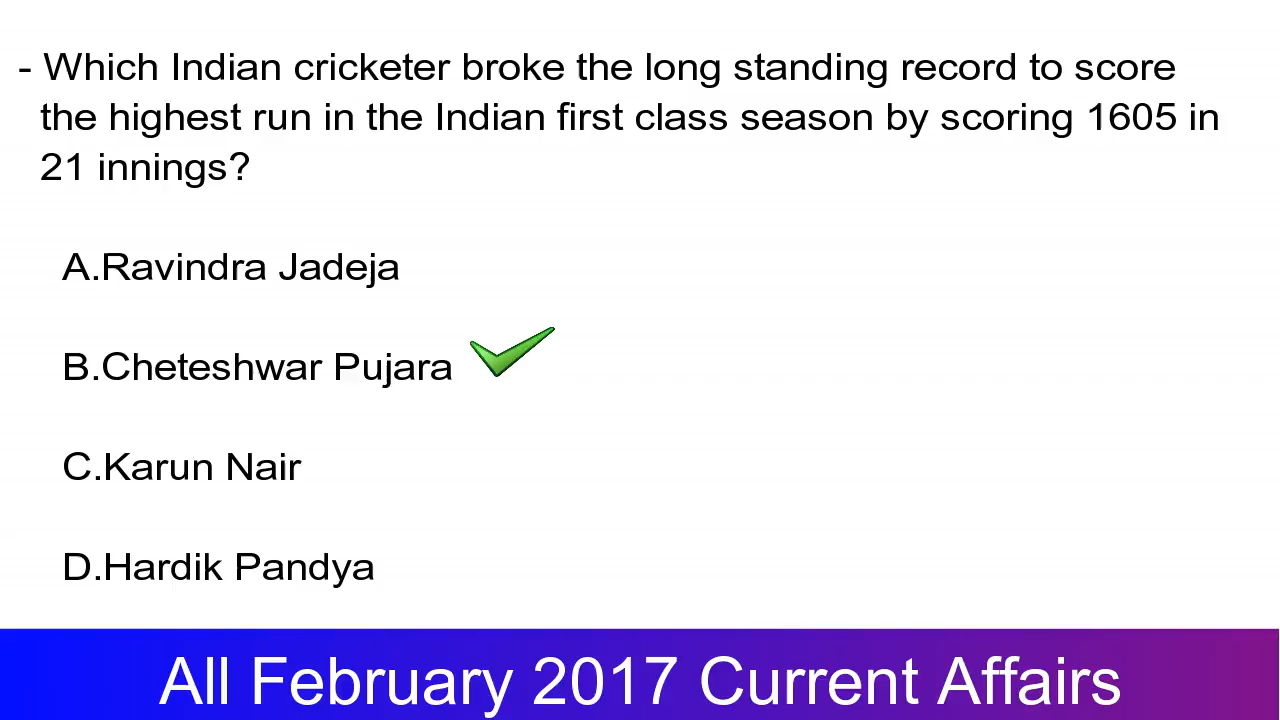 - Which Indian cricketer broke the long standing record to score
the highest run in the Indian first class season by scoring 1605 in
21 innings?
A.Ravindra Jadeja
B.Cheteshwar Pujara
C.Karun Nair
D.Hardik Pandya
All February 2017 Current Affairs